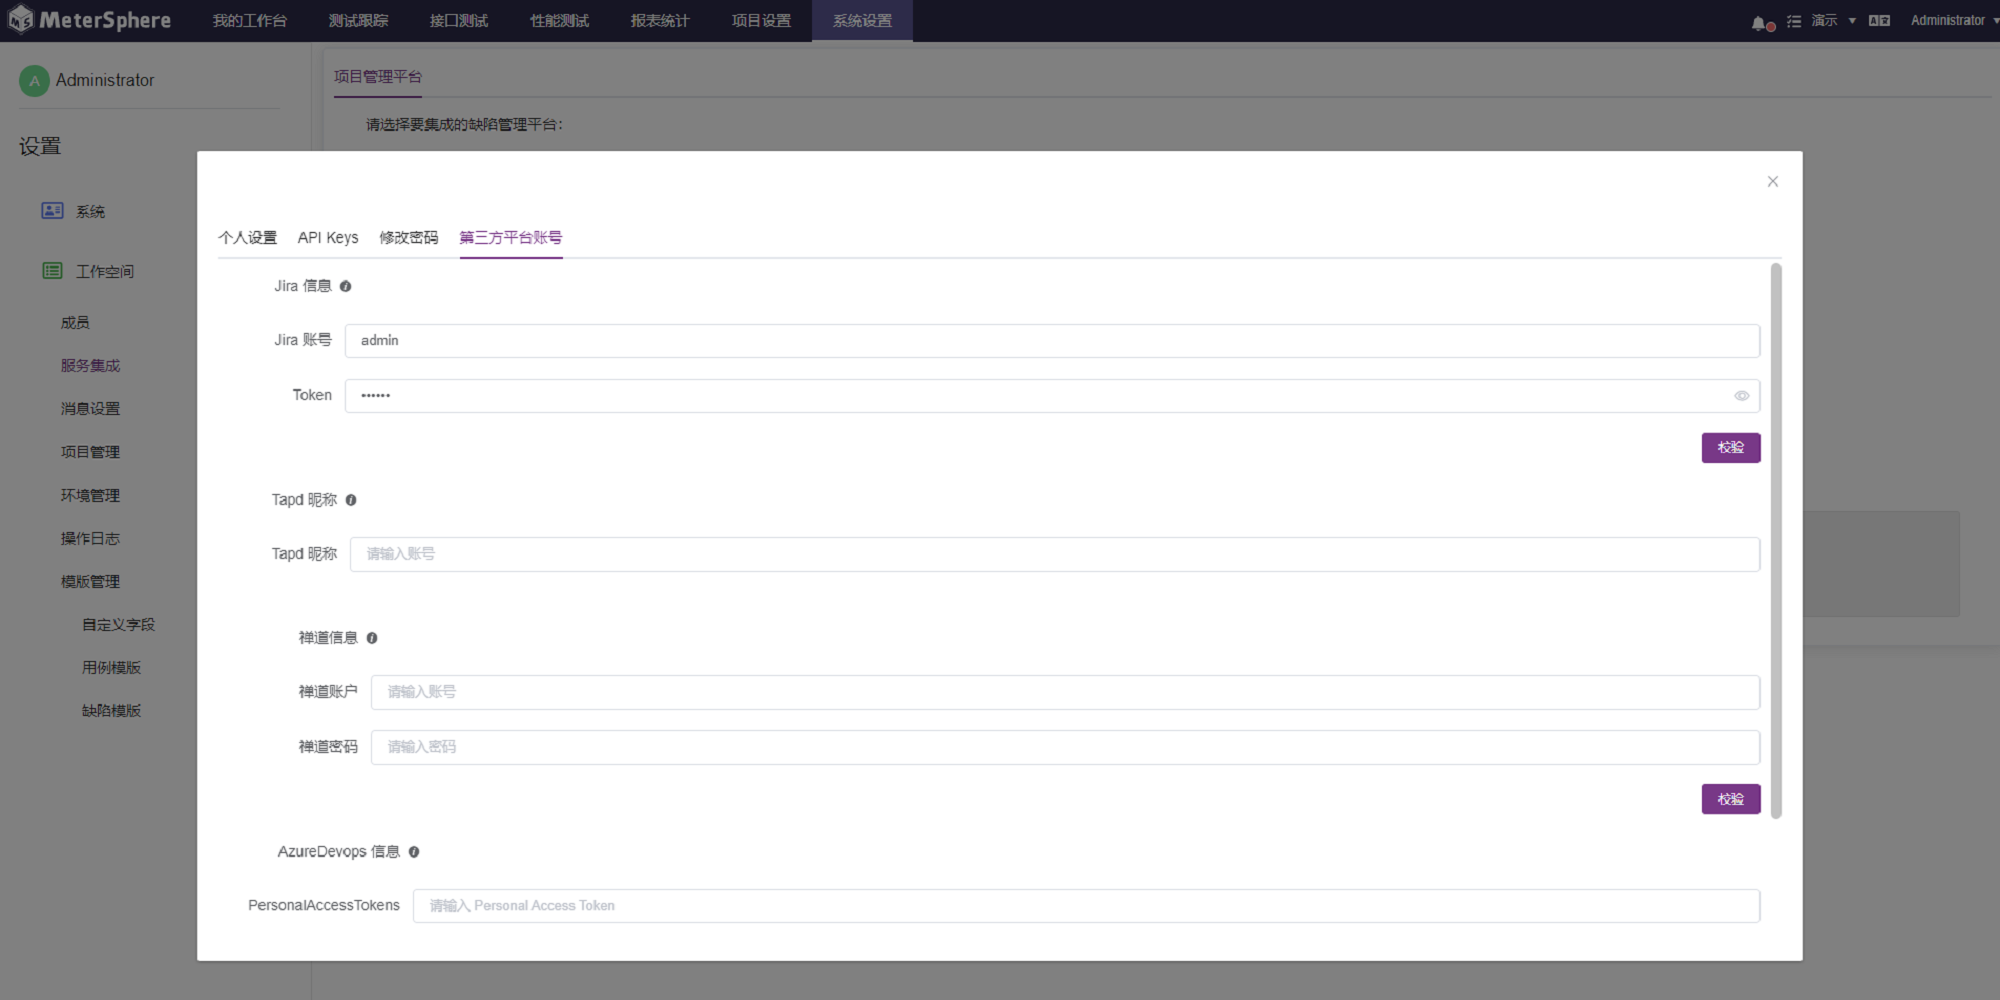 MeterSphere 我的工作台 测试跟踪 接口测试 性能测试 报表统计 项目设置 系统设置 演示 Administrator
A Administrator
项目管理平台
请选择要集成的缺陷管理平台：
设置
系统
工作空间
成员
服务集成
消息设置
项目管理
环境管理
操作日志
模版管理
自定义字段
用例模版
缺陷模版
个人设置 API Keys 修改密码 第三方平台账号
Jira 信息
Jira 账号 admin
Token ••••••
校验
Tapd 昵称
Tapd 昵称 请输入账号
禅道信息
禅道账户 请输入账号
禅道密码 请输入密码
校验
AzureDevops 信息
PersonalAccessTokens 请输入 Personal Access Token